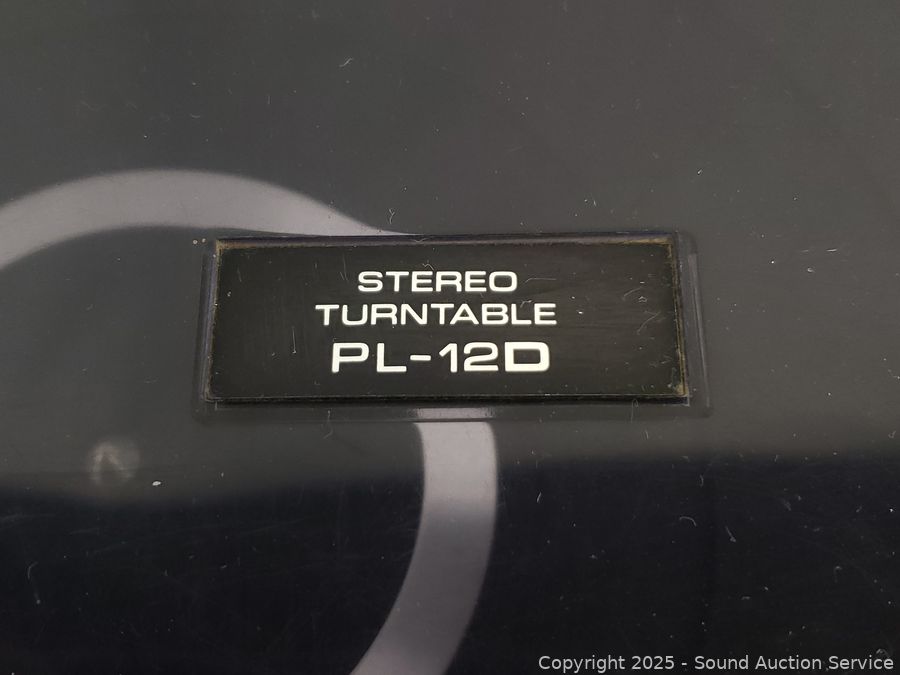 STEREO
TURNTABLE
PL-12D
Copyright 2025 - Sound Auction Service